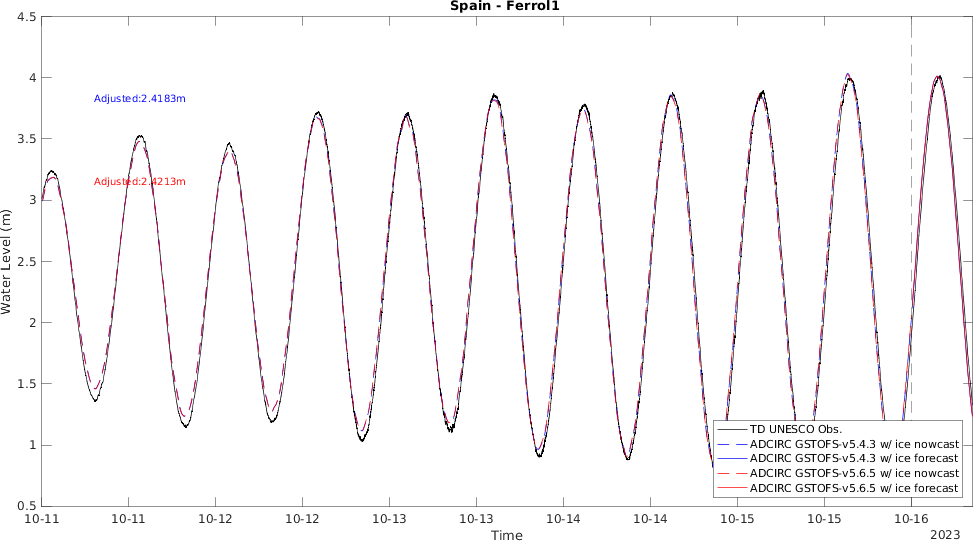 Spain - Ferrol1
4.5
4
3.5
3
2.5
2
1.5
1
0.5
Water Level (m)
Adjusted:2.4183m
Adjusted:2.4213m
TD UNESCO Obs.
ADCIRC GSTOFS-v5.4.3 w/ ice nowcast
ADCIRC GSTOFS-v5.4.3 w/ ice forecast
ADCIRC GSTOFS-v5.6.5 w/ ice nowcast
ADCIRC GSTOFS-v5.6.5 w/ ice forecast
10-11 10-11 10-12 10-12 10-13 10-13 10-14 10-14 10-15 10-15 10-16
Time
2023